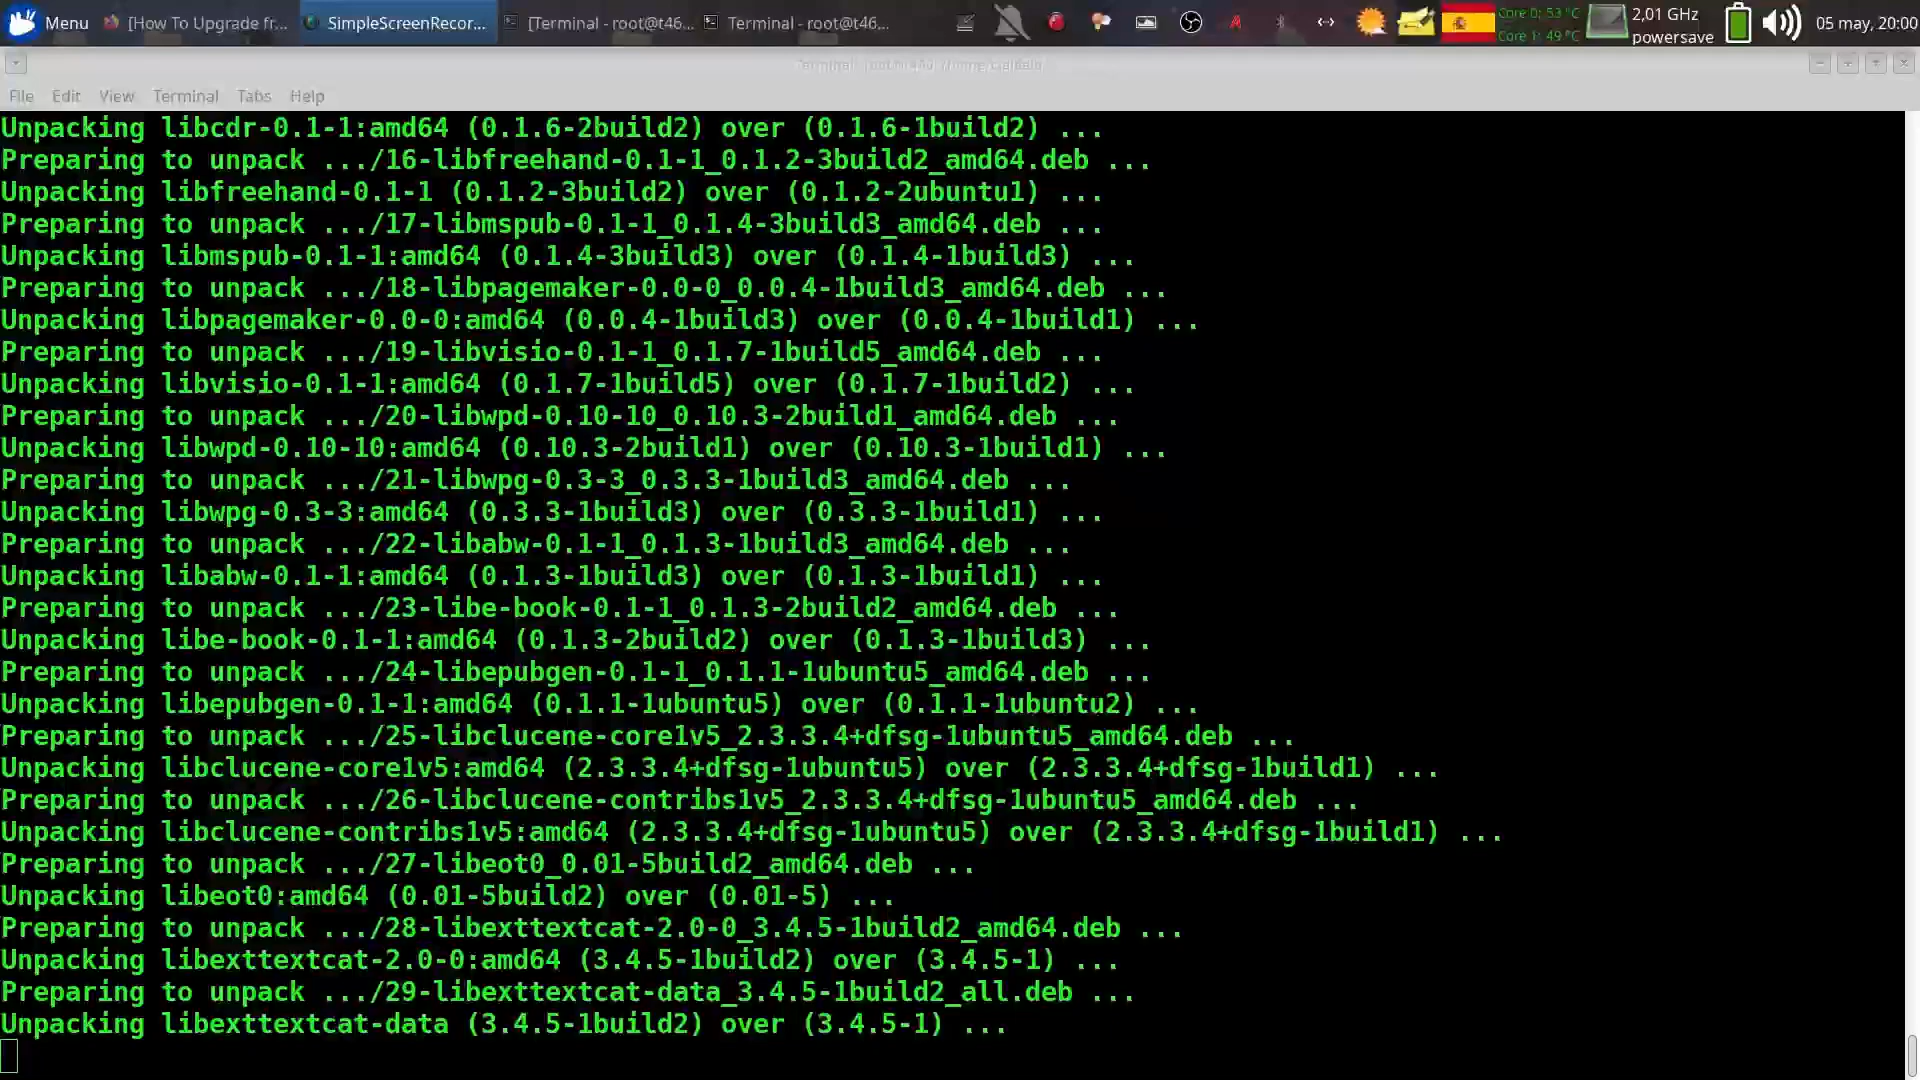 Menu [How To Upgrade fr... SimpleScreenRecor... [Terminal - root@t46... Terminal - root@t46... Core 0: 53 °C Core 1: 49 °C 2,01 GHz powersave 05 may, 20:00
File Edit View Terminal Tabs Help
Unpacking libcdr-0.1-1:amd64 (0.1.6-2build2) over (0.1.6-1build2) ...
Preparing to unpack .../16-libfreehand-0.1-1_0.1.2-3build2_amd64.deb ...
Unpacking libfreehand-0.1-1 (0.1.2-3build2) over (0.1.2-2ubuntu1) ...
Preparing to unpack .../17-libmspub-0.1-1_0.1.4-3build3_amd64.deb ...
Unpacking libmspub-0.1-1:amd64 (0.1.4-3build3) over (0.1.4-1build3) ...
Preparing to unpack .../18-libpagemaker-0.0-0_0.0.4-1build3_amd64.deb ...
Unpacking libpagemaker-0.0-0:amd64 (0.0.4-1build3) over (0.0.4-1build1) ...
Preparing to unpack .../19-libvisio-0.1-1_0.1.7-1build5_amd64.deb ...
Unpacking libvisio-0.1-1:amd64 (0.1.7-1build5) over (0.1.7-1build2) ...
Preparing to unpack .../20-libwpd-0.10-10_0.10.3-2build1_amd64.deb ...
Unpacking libwpd-0.10-10:amd64 (0.10.3-2build1) over (0.10.3-1build1) ...
Preparing to unpack .../21-libwpg-0.3-3_0.3.3-1build3_amd64.deb ...
Unpacking libwpg-0.3-3:amd64 (0.3.3-1build3) over (0.3.3-1build1) ...
Preparing to unpack .../22-libabw-0.1-1_0.1.3-1build3_amd64.deb ...
Unpacking libabw-0.1-1:amd64 (0.1.3-1build3) over (0.1.3-1build1) ...
Preparing to unpack .../23-libe-book-0.1-1_0.1.3-2build2_amd64.deb ...
Unpacking libe-book-0.1-1:amd64 (0.1.3-2build2) over (0.1.3-1build3) ...
Preparing to unpack .../24-libepubgen-0.1-1_0.1.1-1ubuntu5_amd64.deb ...
Unpacking libepubgen-0.1-1:amd64 (0.1.1-1ubuntu5) over (0.1.1-1ubuntu2) ...
Preparing to unpack .../25-libclucene-core1v5_2.3.3.4+dfsg-1ubuntu5_amd64.deb ...
Unpacking libclucene-core1v5:amd64 (2.3.3.4+dfsg-1ubuntu5) over (2.3.3.4+dfsg-1build1) ...
Preparing to unpack .../26-libclucene-contribs1v5_2.3.3.4+dfsg-1ubuntu5_amd64.deb ...
Unpacking libclucene-contribs1v5:amd64 (2.3.3.4+dfsg-1ubuntu5) over (2.3.3.4+dfsg-1build1) ...
Preparing to unpack .../27-libeot0_0.01-5build2_amd64.deb ...
Unpacking libeot0:amd64 (0.01-5build2) over (0.01-5) ...
Preparing to unpack .../28-libexttextcat-2.0-0_3.4.5-1build2_amd64.deb ...
Unpacking libexttextcat-2.0-0:amd64 (3.4.5-1build2) over (3.4.5-1) ...
Preparing to unpack .../29-libexttextcat-data_3.4.5-1build2_all.deb ...
Unpacking libexttextcat-data (3.4.5-1build2) over (3.4.5-1) ...